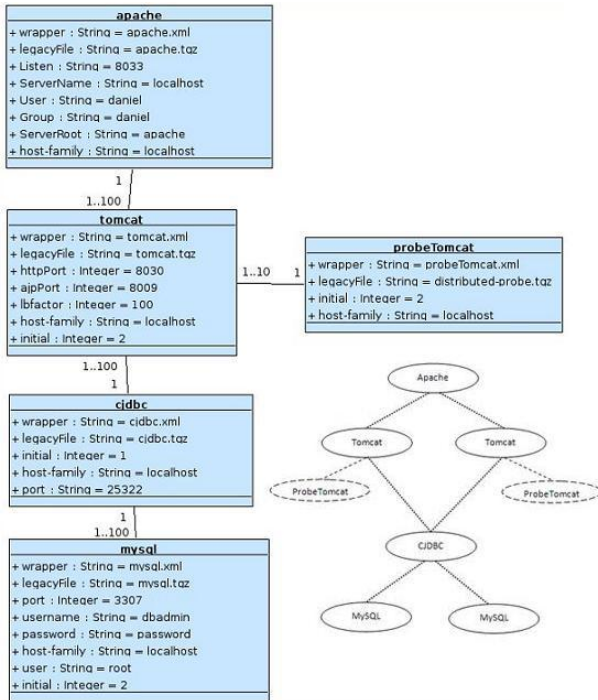 apache
+ wrapper : String = apache.xml
+ legacyFile : String = apache.tgz
+ Listen : String = 8033
+ ServerName : String = localhost
+ User : String = daniel
+ Group : String = daniel
+ ServerRoot : String = apache
+ host-family : String = localhost
1
1..100
tomcat
+ wrapper : String = tomcat.xml
+ legacyFile : String = tomcat.tgz
+ httpPort : Integer = 8030
+ ajpPort : Integer = 8009
+ lbfactor : Integer = 100
+ host-family : String = localhost
+ initial : Integer = 2
1..10
1
probeTomcat
+ wrapper : String = probeTomcat.xml
+ legacyFile : String = distributed-probe.tgz
+ initial : Integer = 2
+ host-family : String = localhost
1..100
1
cjdbc
+ wrapper : String = cjdbc.xml
+ legacyFile : String = cjdbc.tgz
+ initial : Integer = 1
+ host-family : String = localhost
+ port : String = 25322
1
1..100
mysql
+ wrapper : String = mysql.xml
+ legacyFile : String = mysql.tgz
+ port : Integer = 3307
+ username : String = dbadmin
+ password : String = password
+ host-family : String = localhost
+ user : String = root
+ initial : Integer = 2
Apache
Tomcat
Tomcat
ProbeTomcat
ProbeTomcat
CJDBC
MySQL
MySQL